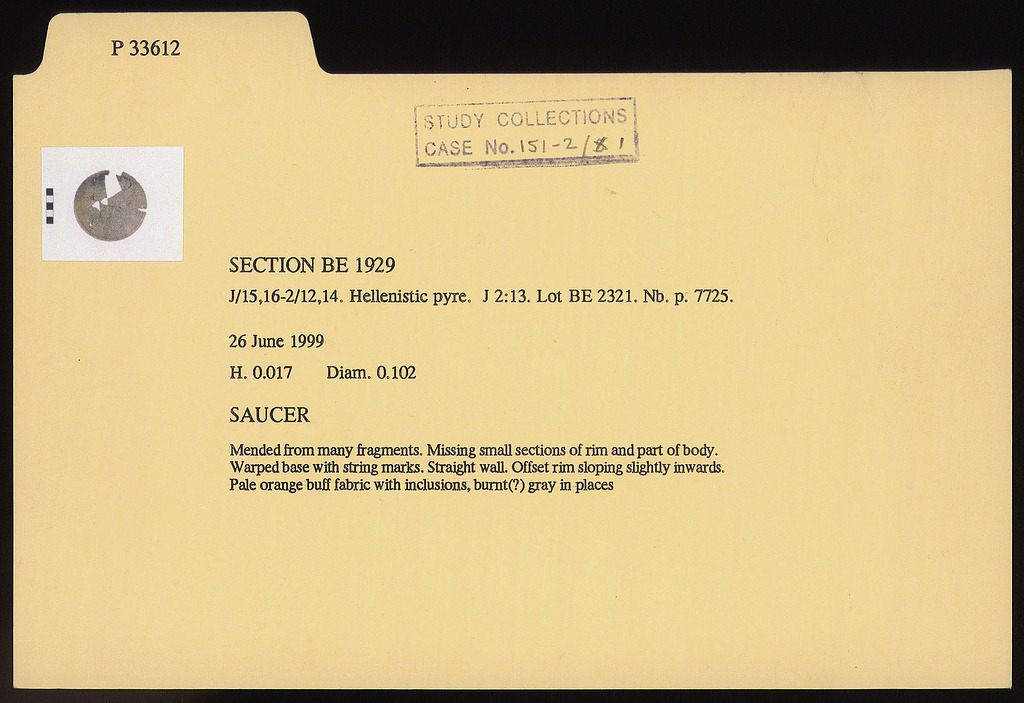 P 33612
STUDY COLLECTIONS
CASE No. 151-2/ 1
SECTION BE 1929
J/15,16-2/12,14. Hellenistic pyre. J 2:13. Lot BE 2321. Nb. p. 7725.
26 June 1999
H. 0.017 Diam. 0.102
SAUCER
Mended from many fragments. Missing small sections of rim and part of body.
Warped base with string marks. Straight wall. Offset rim sloping slightly inwards.
Pale orange buff fabric with inclusions, burnt(?) gray in places